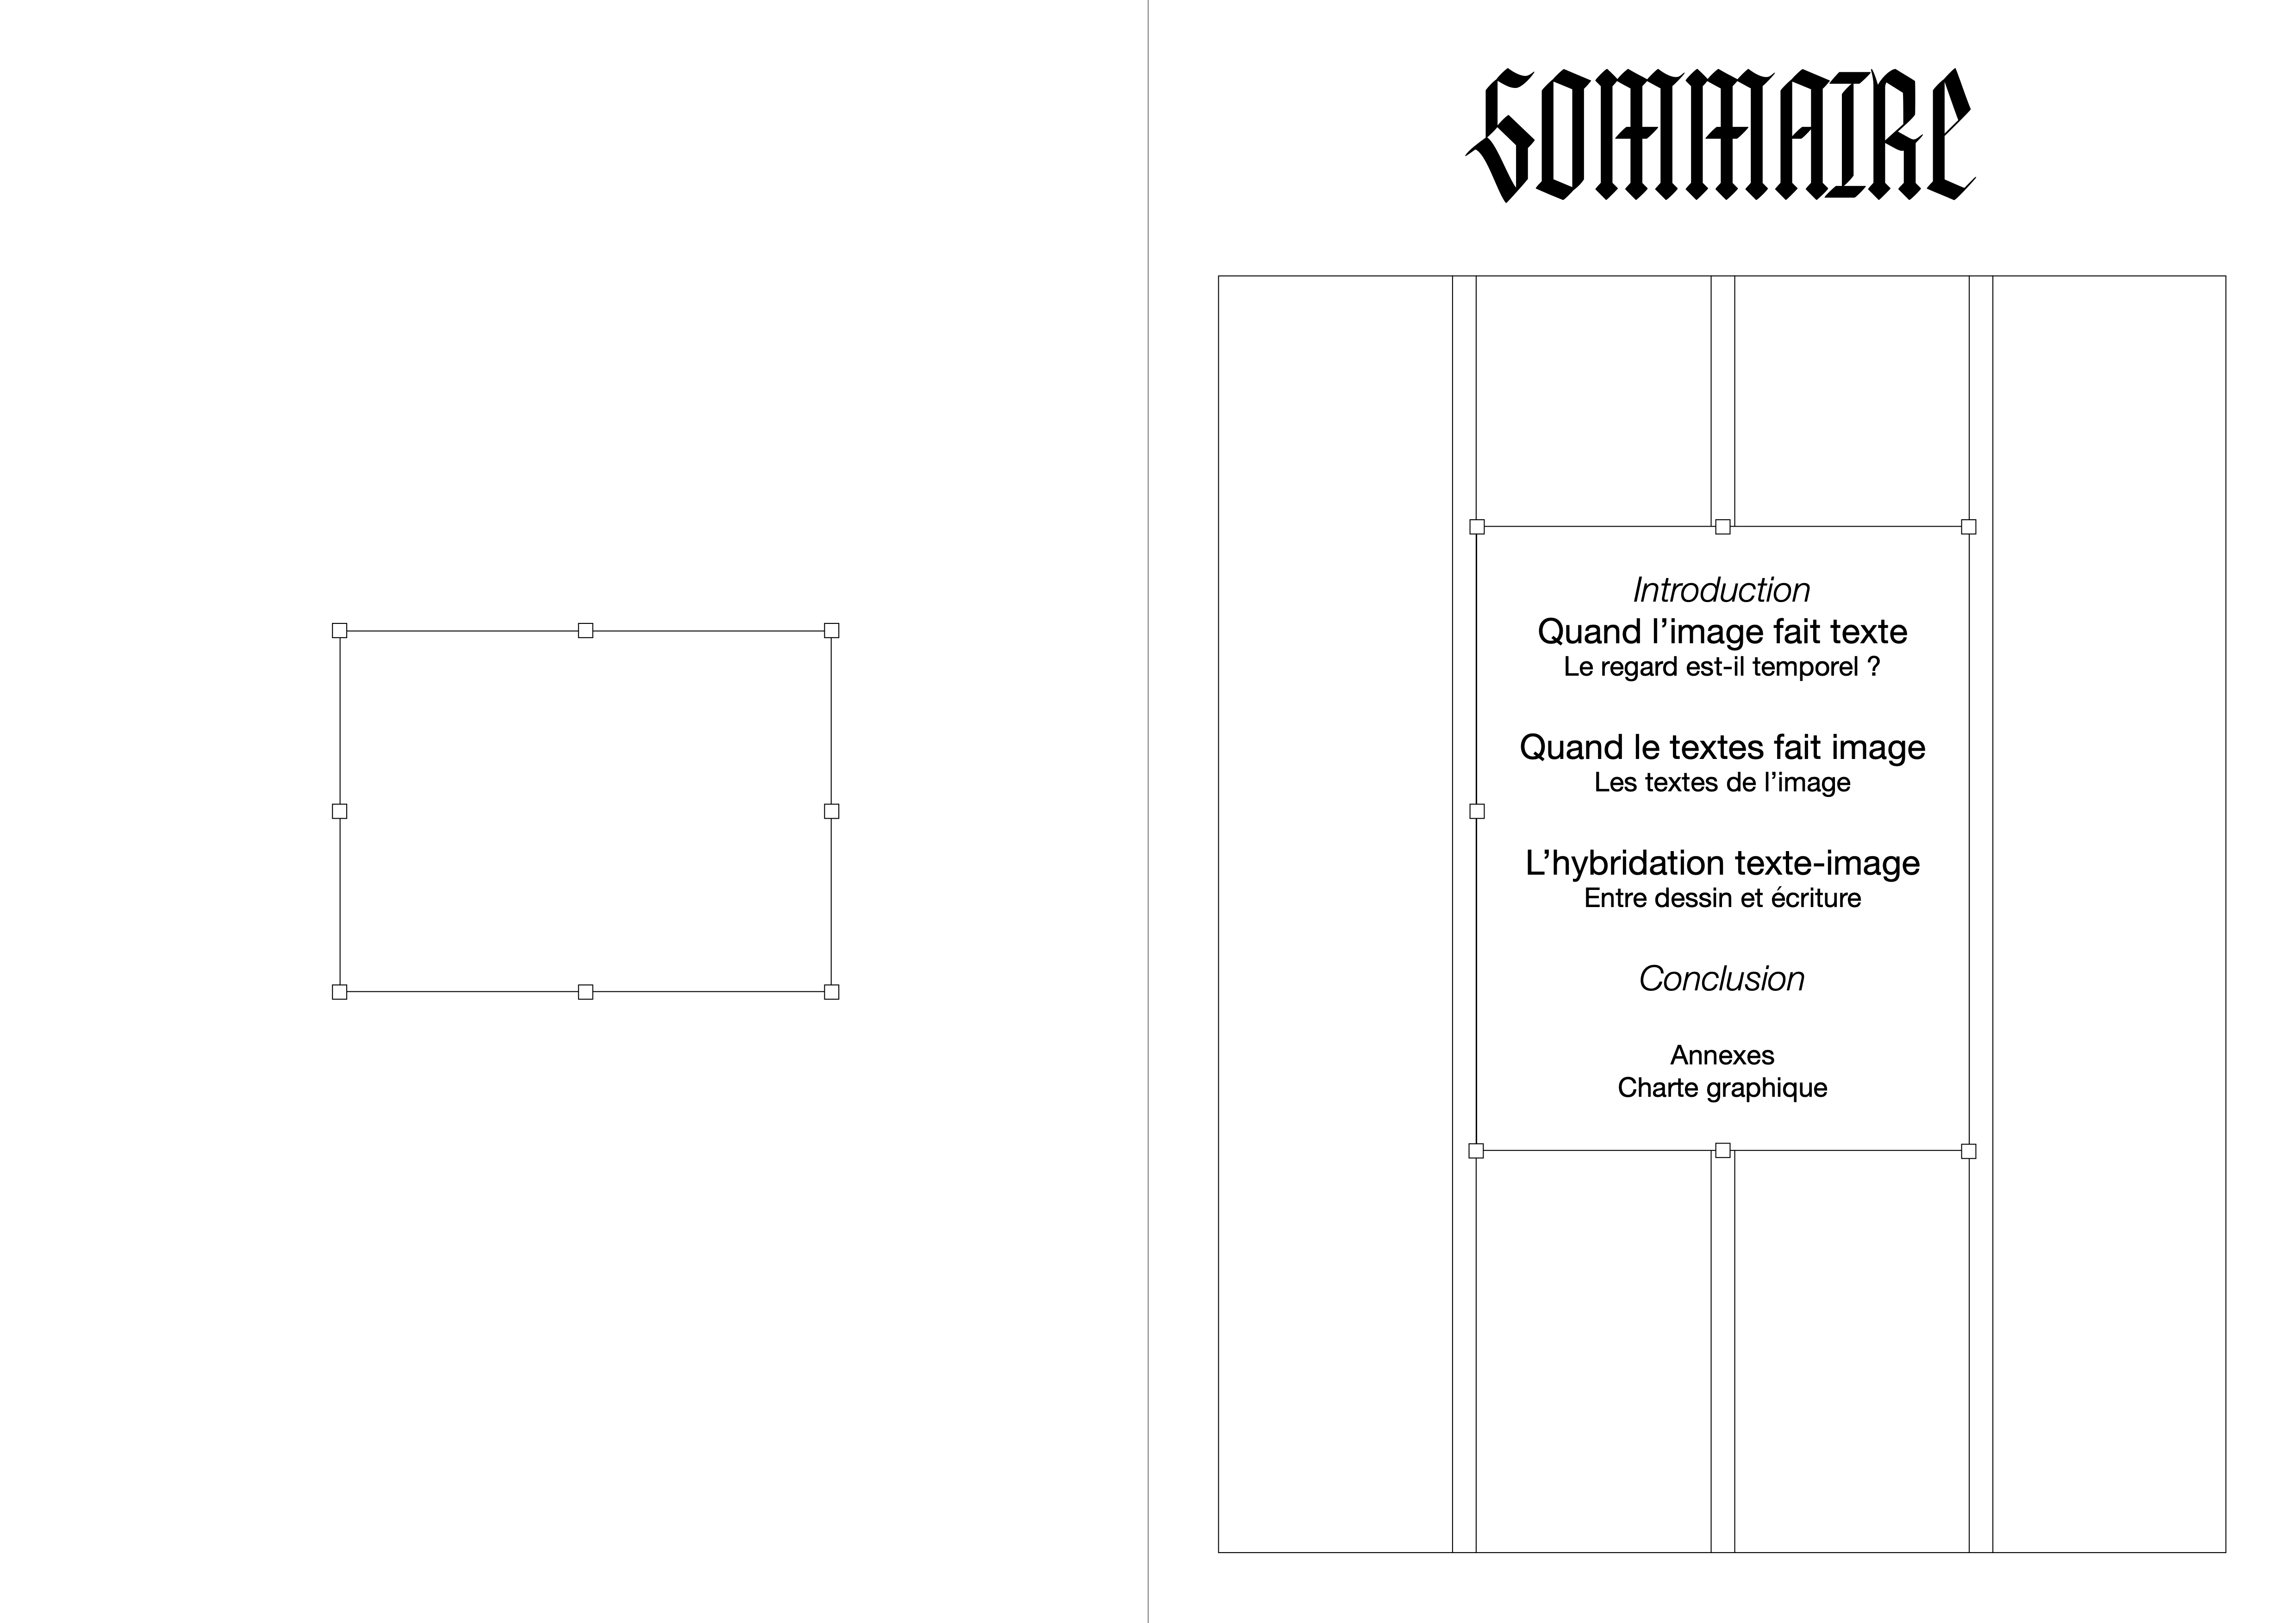 SOMMAIRE
Introduction
Quand l’image fait texte
Le regard est-il temporel ?
Quand le textes fait image
Les textes de l’image
L’hybridation texte-image
Entre dessin et écriture
Conclusion
Annexes
Charte graphique